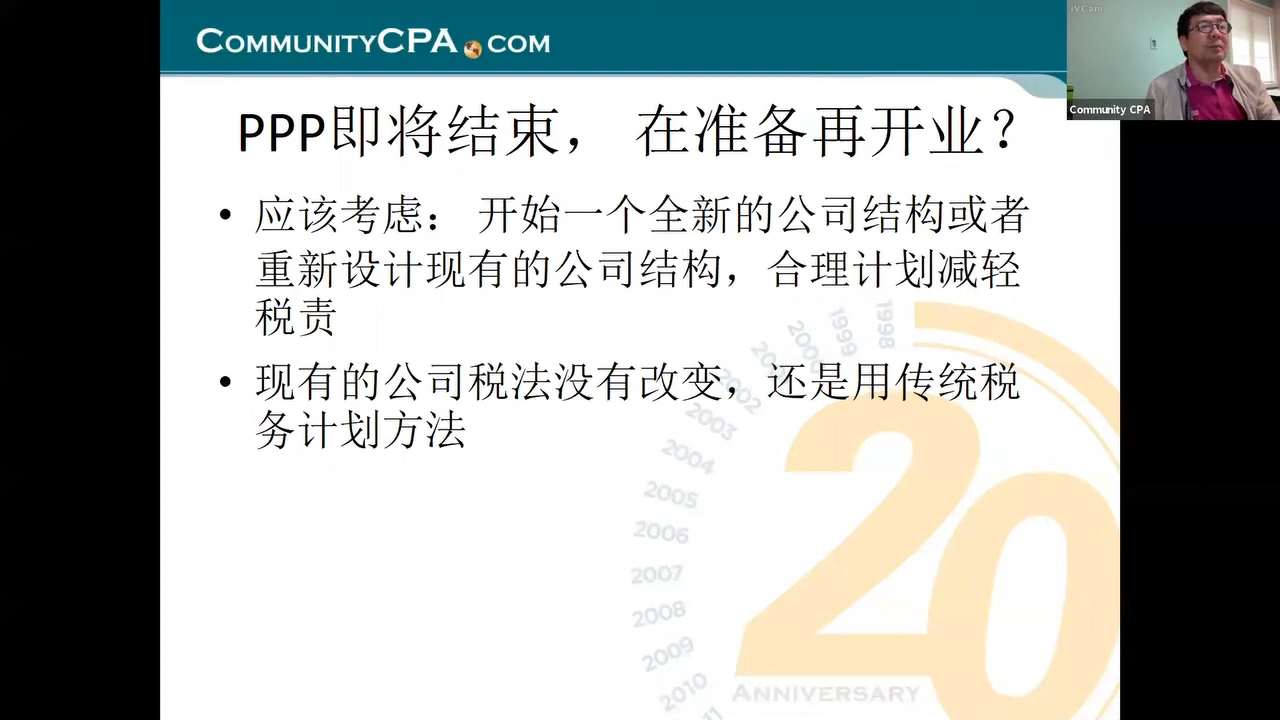 COMMUNITYCPA.COM
iVCam
Community CPA
PPP即将结束， 在准备再开业？
• 应该考虑： 开始一个全新的公司结构或者
重新设计现有的公司结构，合理计划减轻
税责
• 现有的公司税法没有改变，还是用传统税
务计划方法
1998
1999
2002
2003
2004
2005
2006
2007
2008
2009
2010
20
ANNIVERSARY